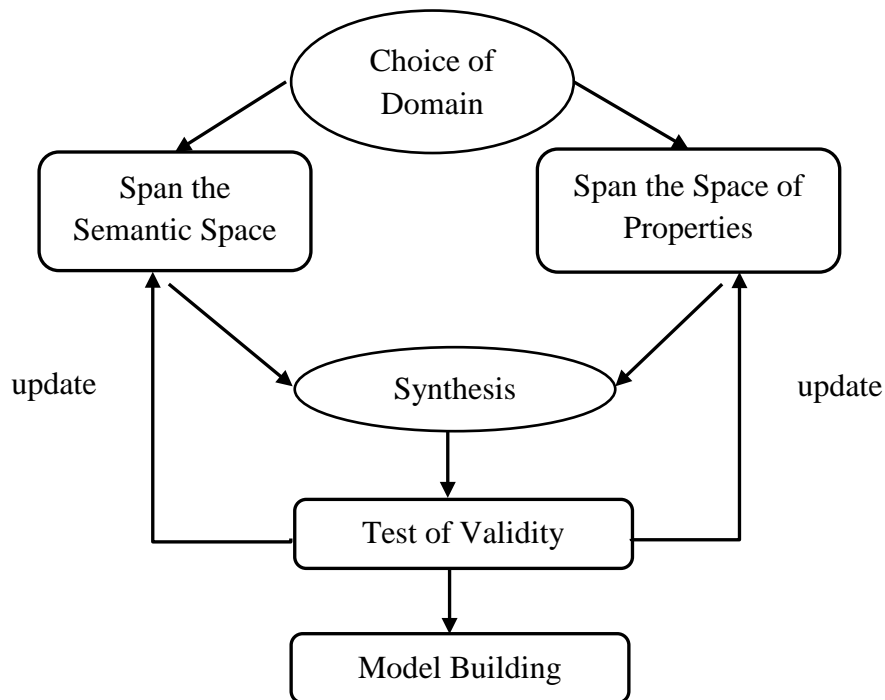 Choice of
Domain
Span the
Semantic Space
Span the Space of
Properties
update
Synthesis
update
Test of Validity
Model Building